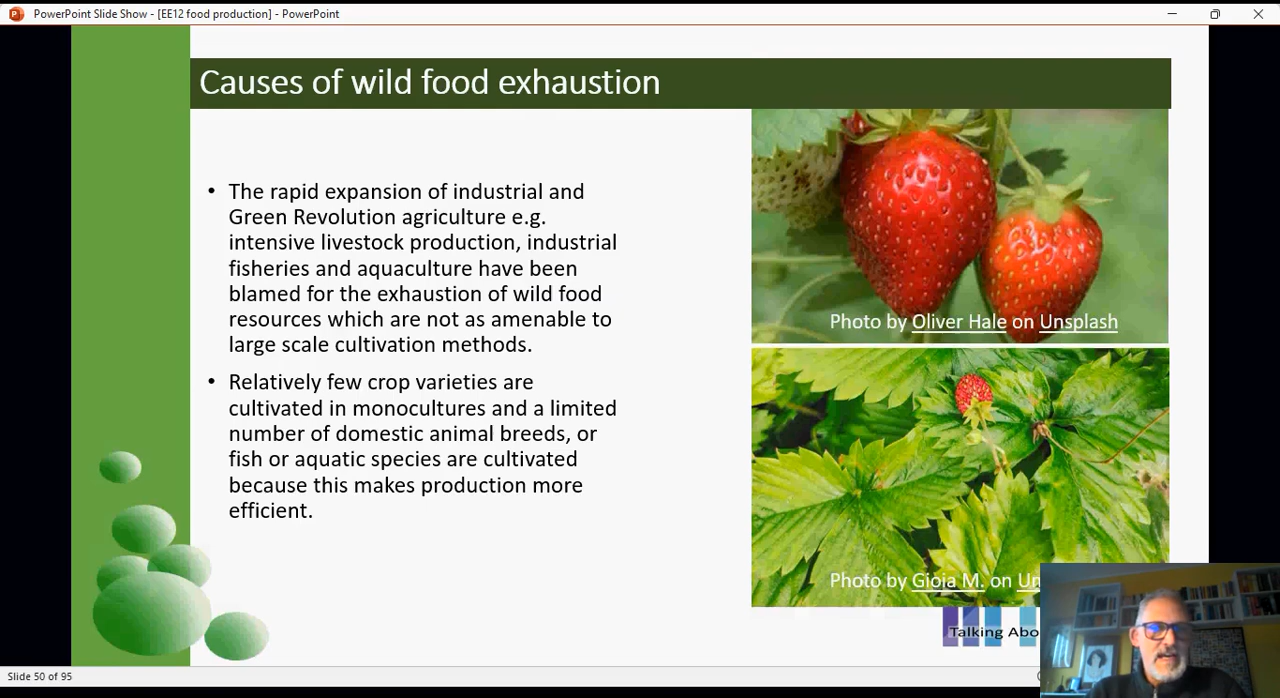 PowerPoint Slide Show - [EE12 food production] - PowerPoint
Causes of wild food exhaustion
• The rapid expansion of industrial and
Green Revolution agriculture e.g.
intensive livestock production, industrial
fisheries and aquaculture have been
blamed for the exhaustion of wild food
resources which are not as amenable to
large scale cultivation methods.
• Relatively few crop varieties are
cultivated in monocultures and a limited
number of domestic animal breeds, or
fish or aquatic species are cultivated
because this makes production more
efficient.
Photo by Oliver Hale on Unsplash
Photo by Gioia M. on Un
Talking Abo
Slide 50 of 95